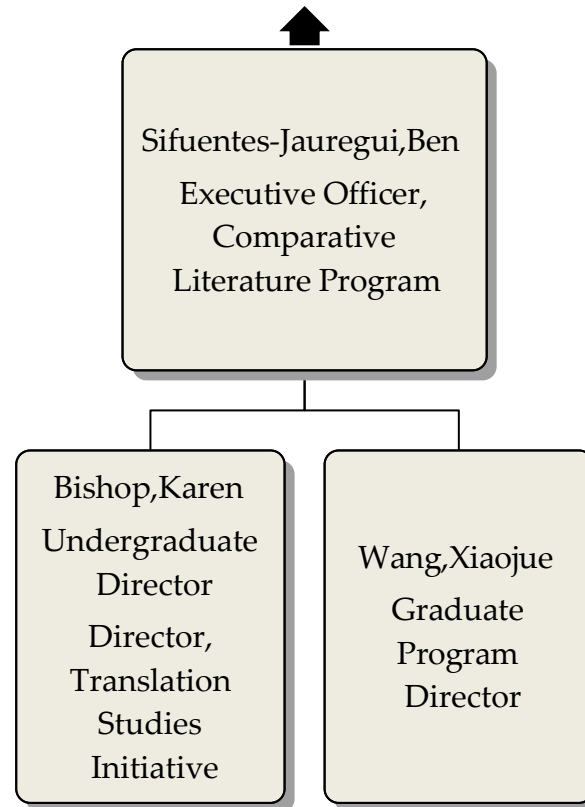 Sifuentes-Jauregui,Ben
Executive Officer,
Comparative
Literature Program
Bishop,Karen
Undergraduate
Director
Director,
Translation
Studies
Initiative
Wang,Xiaojue
Graduate
Program
Director